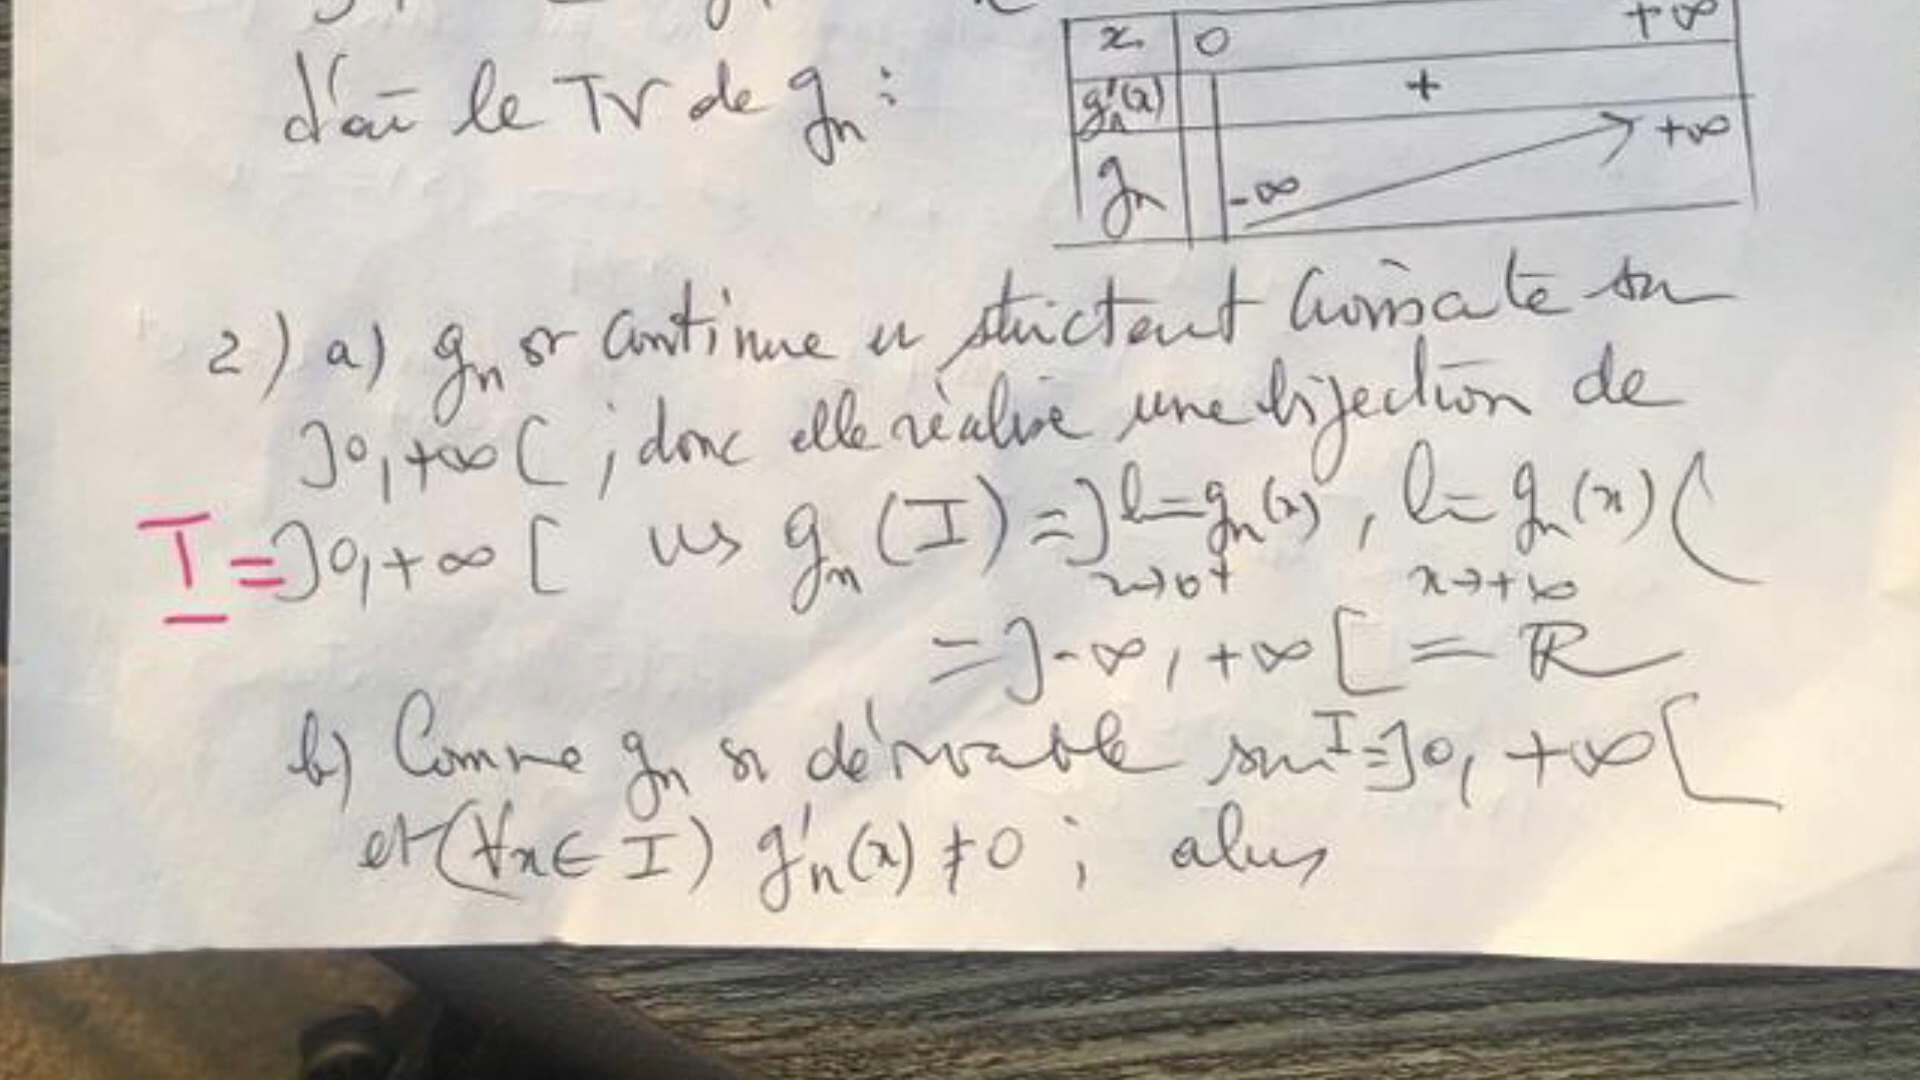 d'où le TV de gₙ :
x 0 +∞
g'ₙ(x) +
gₙ -∞ +∞
2) a) gₙ est continue et strictent croissante sur
]0, +∞[ ; donc elle réalise une bijection de
I = ]0, +∞[ vers gₙ(I) = ]lim gₙ(x), lim gₙ(x)[
x→0+ x→+∞
= ]-∞, +∞[ = ℝ
b) Comme gₙ est dérivable sur I = ]0, +∞[
et (∀x ∈ I) g'ₙ(x) ≠ 0 ; alors